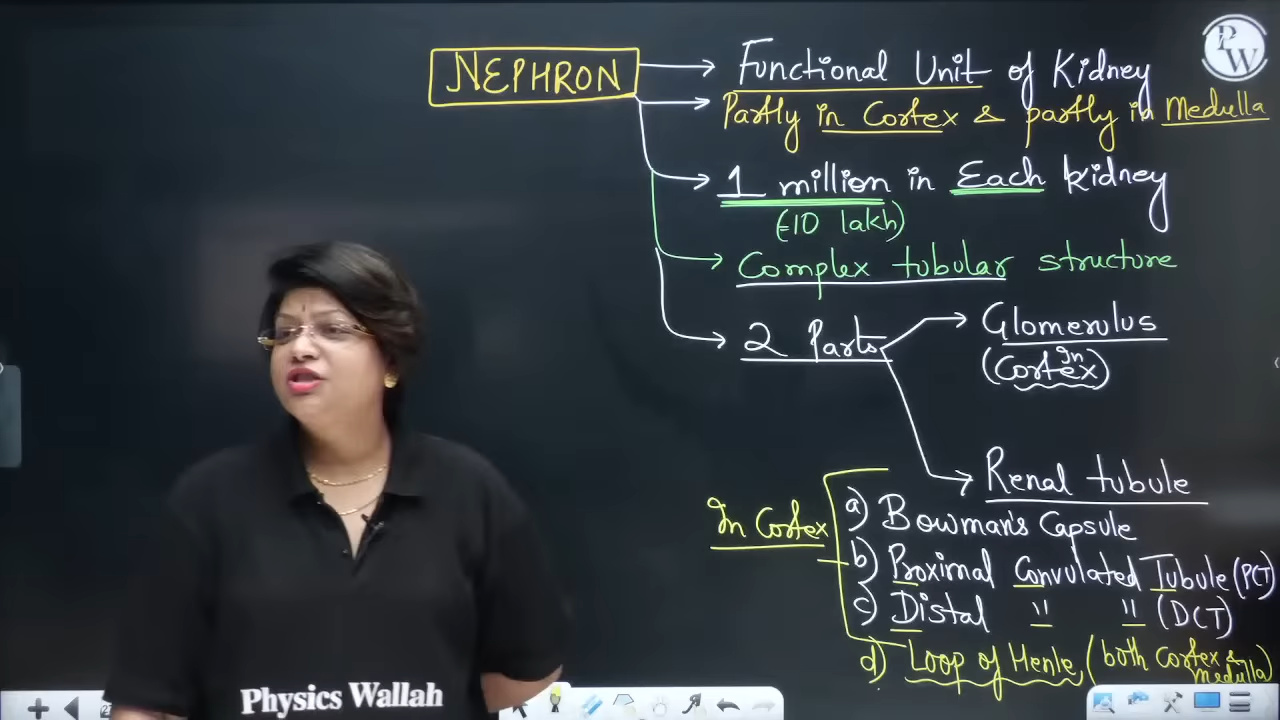 NEPHRON
Functional Unit of Kidney
Partly in Cortex & partly in Medulla
1 million in Each kidney
(=10 lakh)
Complex tubular structure
2 Parts
Glomerulus
(In Cortex)
Renal tubule
In Cortex
a) Bowman's Capsule
b) Proximal Convulated Tubule (PCT)
c) Distal " " (DCT)
d) Loop of Henle, (both Cortex & Medulla)
PW
Physics Wallah